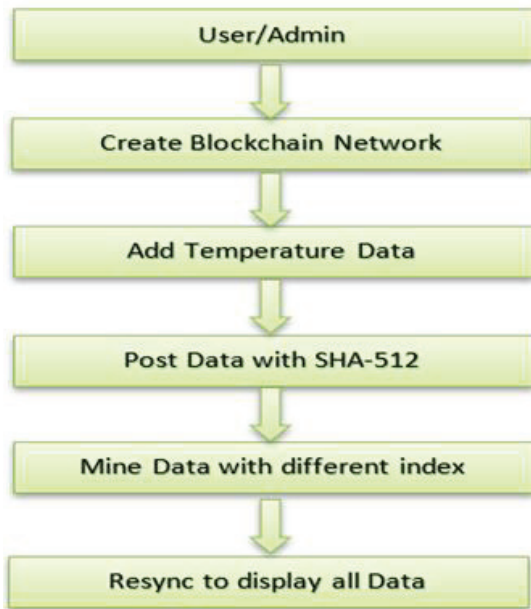 User/Admin
Create Blockchain Network
Add Temperature Data
Post Data with SHA-512
Mine Data with different index
Resync to display all Data